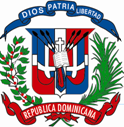 DIOS PATRIA LIBERTAD
REPUBLICA DOMINICANA